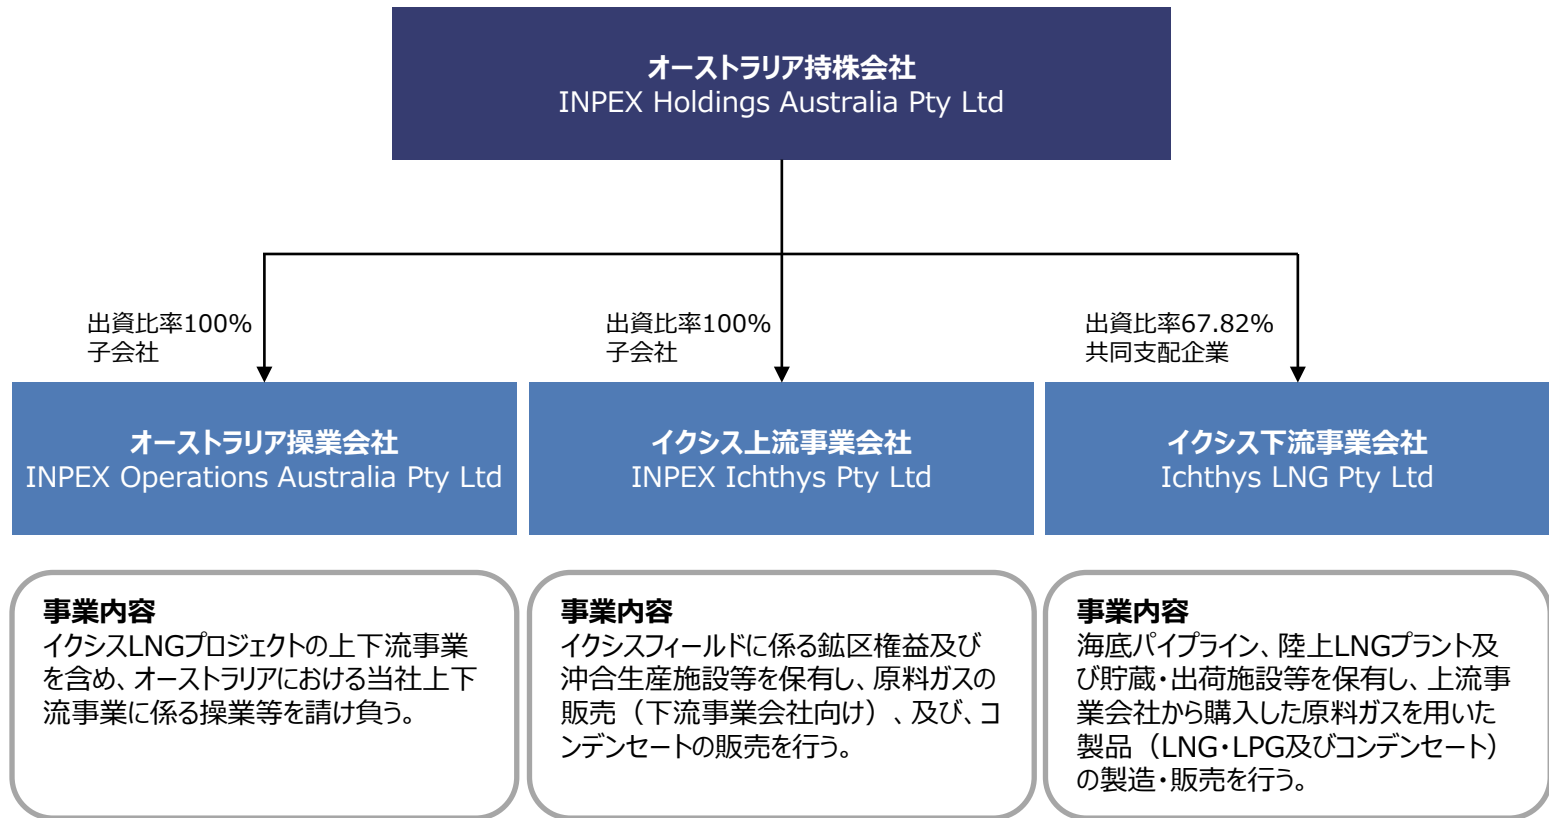 オーストラリア持株会社
INPEX Holdings Australia Pty Ltd
出資比率100%
子会社
出資比率100%
子会社
出資比率67.82%
共同支配企業
オーストラリア操業会社
INPEX Operations Australia Pty Ltd
イクシス上流事業会社
INPEX Ichthys Pty Ltd
イクシス下流事業会社
Ichthys LNG Pty Ltd
事業内容
イクシスLNGプロジェクトの上下流事業
を含め、オーストラリアにおける当社上下
流事業に係る操業等を請け負う。
事業内容
イクシスフィールドに係る鉱区権益及び
沖合生産施設等を保有し、原料ガスの
販売（下流事業会社向け）、及び、コ
ンデンセートの販売を行う。
事業内容
海底パイプライン、陸上LNGプラント及
び貯蔵・出荷施設等を保有し、上流事
業会社から購入した原料ガスを用いた
製品（LNG・LPG及びコンデンセート）
の製造・販売を行う。